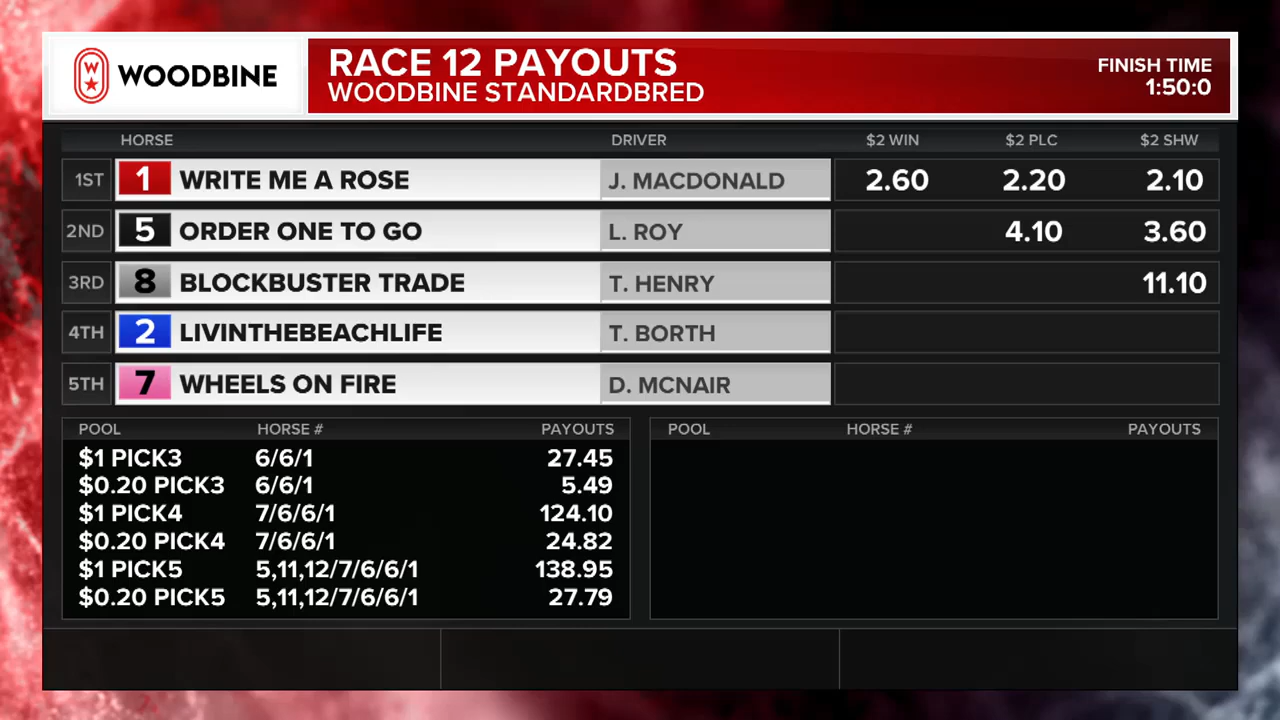 W
WOODBINE
RACE 12 PAYOUTS
WOODBINE STANDARDBRED
FINISH TIME
1:50:0
HORSE DRIVER $2 WIN $2 PLC $2 SHW
1ST 1 WRITE ME A ROSE J. MACDONALD 2.60 2.20 2.10
2ND 5 ORDER ONE TO GO L. ROY 4.10 3.60
3RD 8 BLOCKBUSTER TRADE T. HENRY 11.10
4TH 2 LIVINTHEBEACHLIFE T. BORTH
5TH 7 WHEELS ON FIRE D. MCNAIR
POOL HORSE # PAYOUTS
$1 PICK3 6/6/1 27.45
$0.20 PICK3 6/6/1 5.49
$1 PICK4 7/6/6/1 124.10
$0.20 PICK4 7/6/6/1 24.82
$1 PICK5 5,11,12/7/6/6/1 138.95
$0.20 PICK5 5,11,12/7/6/6/1 27.79
POOL HORSE # PAYOUTS